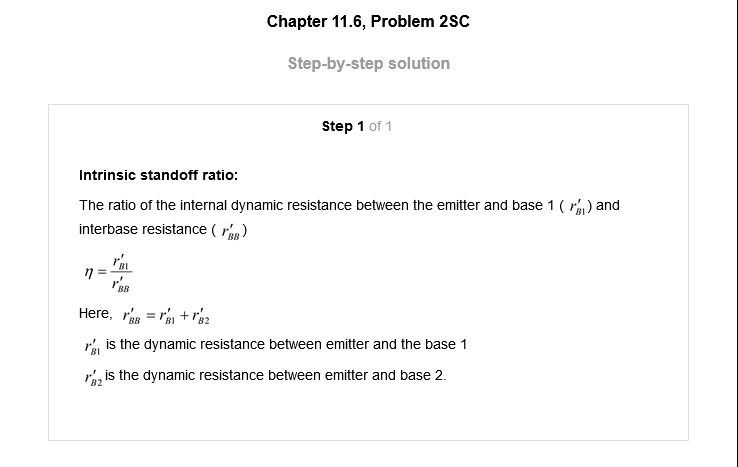 Chapter 11.6, Problem 2SC
Step-by-step solution
Step 1 of 1
Intrinsic standoff ratio:
The ratio of the internal dynamic resistance between the emitter and base 1 ( r′B1 ) and
interbase resistance ( r′BB )
η = r′B1 / r′BB
Here, r′BB = r′B1 + r′B2
r′B1 is the dynamic resistance between emitter and the base 1
r′B2 is the dynamic resistance between emitter and base 2.